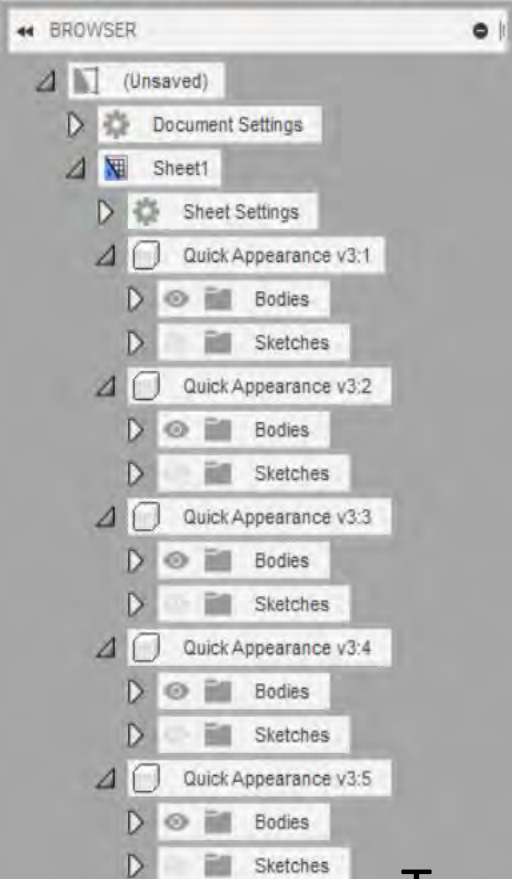 BROWSER
(Unsaved)
Document Settings
Sheet1
Sheet Settings
Quick Appearance v3:1
Bodies
Sketches
Quick Appearance v3:2
Bodies
Sketches
Quick Appearance v3:3
Bodies
Sketches
Quick Appearance v3:4
Bodies
Sketches
Quick Appearance v3:5
Bodies
Sketches